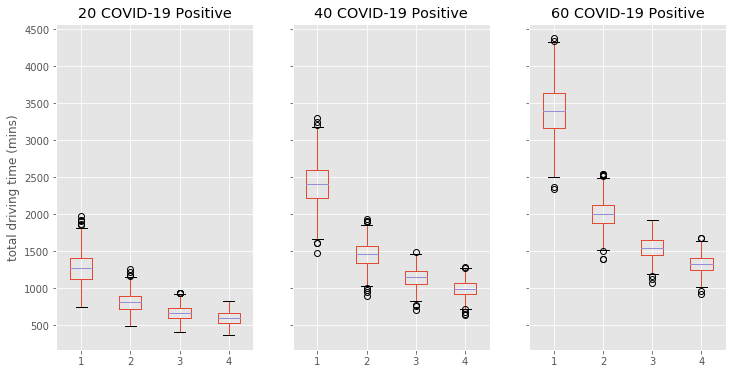 20 COVID-19 Positive
40 COVID-19 Positive
60 COVID-19 Positive
total driving time (mins)
4500
4000
3500
3000
2500
2000
1500
1000
500
1 2 3 4
1 2 3 4
1 2 3 4